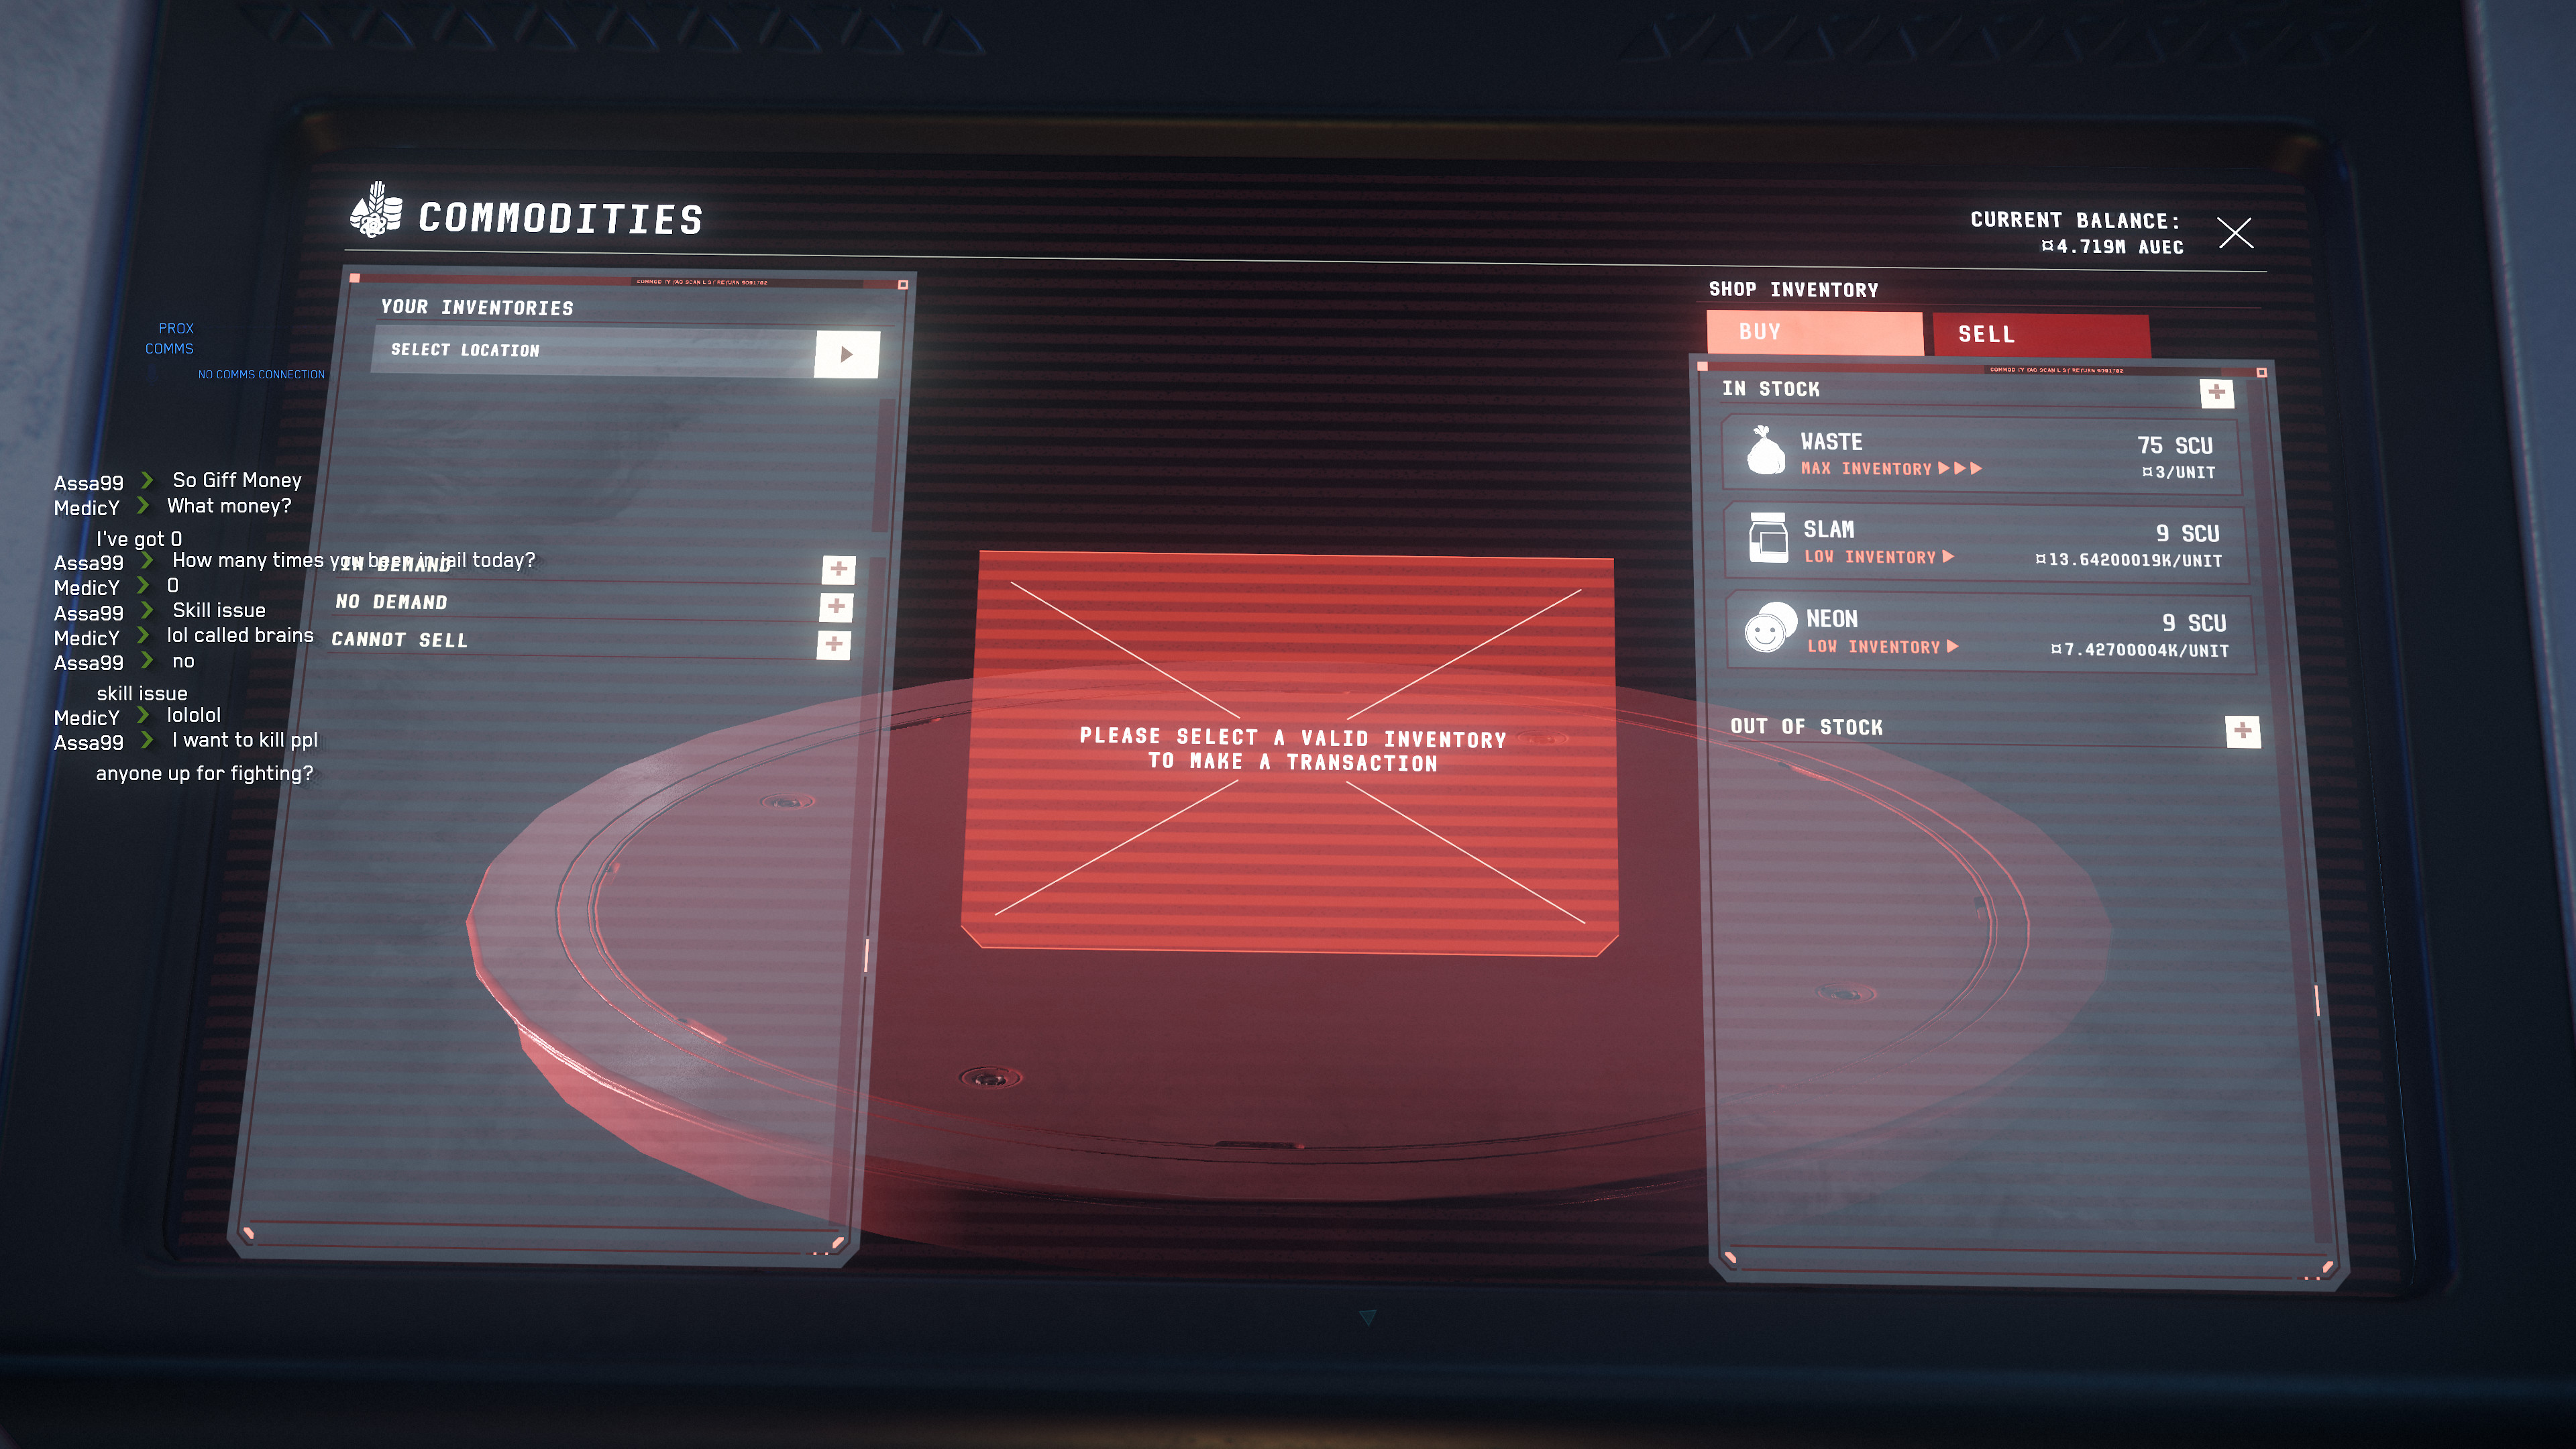 COMMODITIES
CURRENT BALANCE:
¤4.719M AUEC
YOUR INVENTORIES
SELECT LOCATION
IN DEMAND
NO DEMAND
CANNOT SELL
PROX
COMMS
NO COMMS CONNECTION
Assa99 So Giff Money
MedicY What money?
I've got 0
Assa99 How many times you been in jail today?
MedicY 0
Assa99 Skill issue
MedicY lol called brains
Assa99 no
skill issue
MedicY lololol
Assa99 I want to kill ppl
anyone up for fighting?
PLEASE SELECT A VALID INVENTORY
TO MAKE A TRANSACTION
SHOP INVENTORY
BUY SELL
IN STOCK
WASTE 75 SCU
MAX INVENTORY ¤3/UNIT
SLAM 9 SCU
LOW INVENTORY ¤13.64200019K/UNIT
NEON 9 SCU
LOW INVENTORY ¤7.42700004K/UNIT
OUT OF STOCK